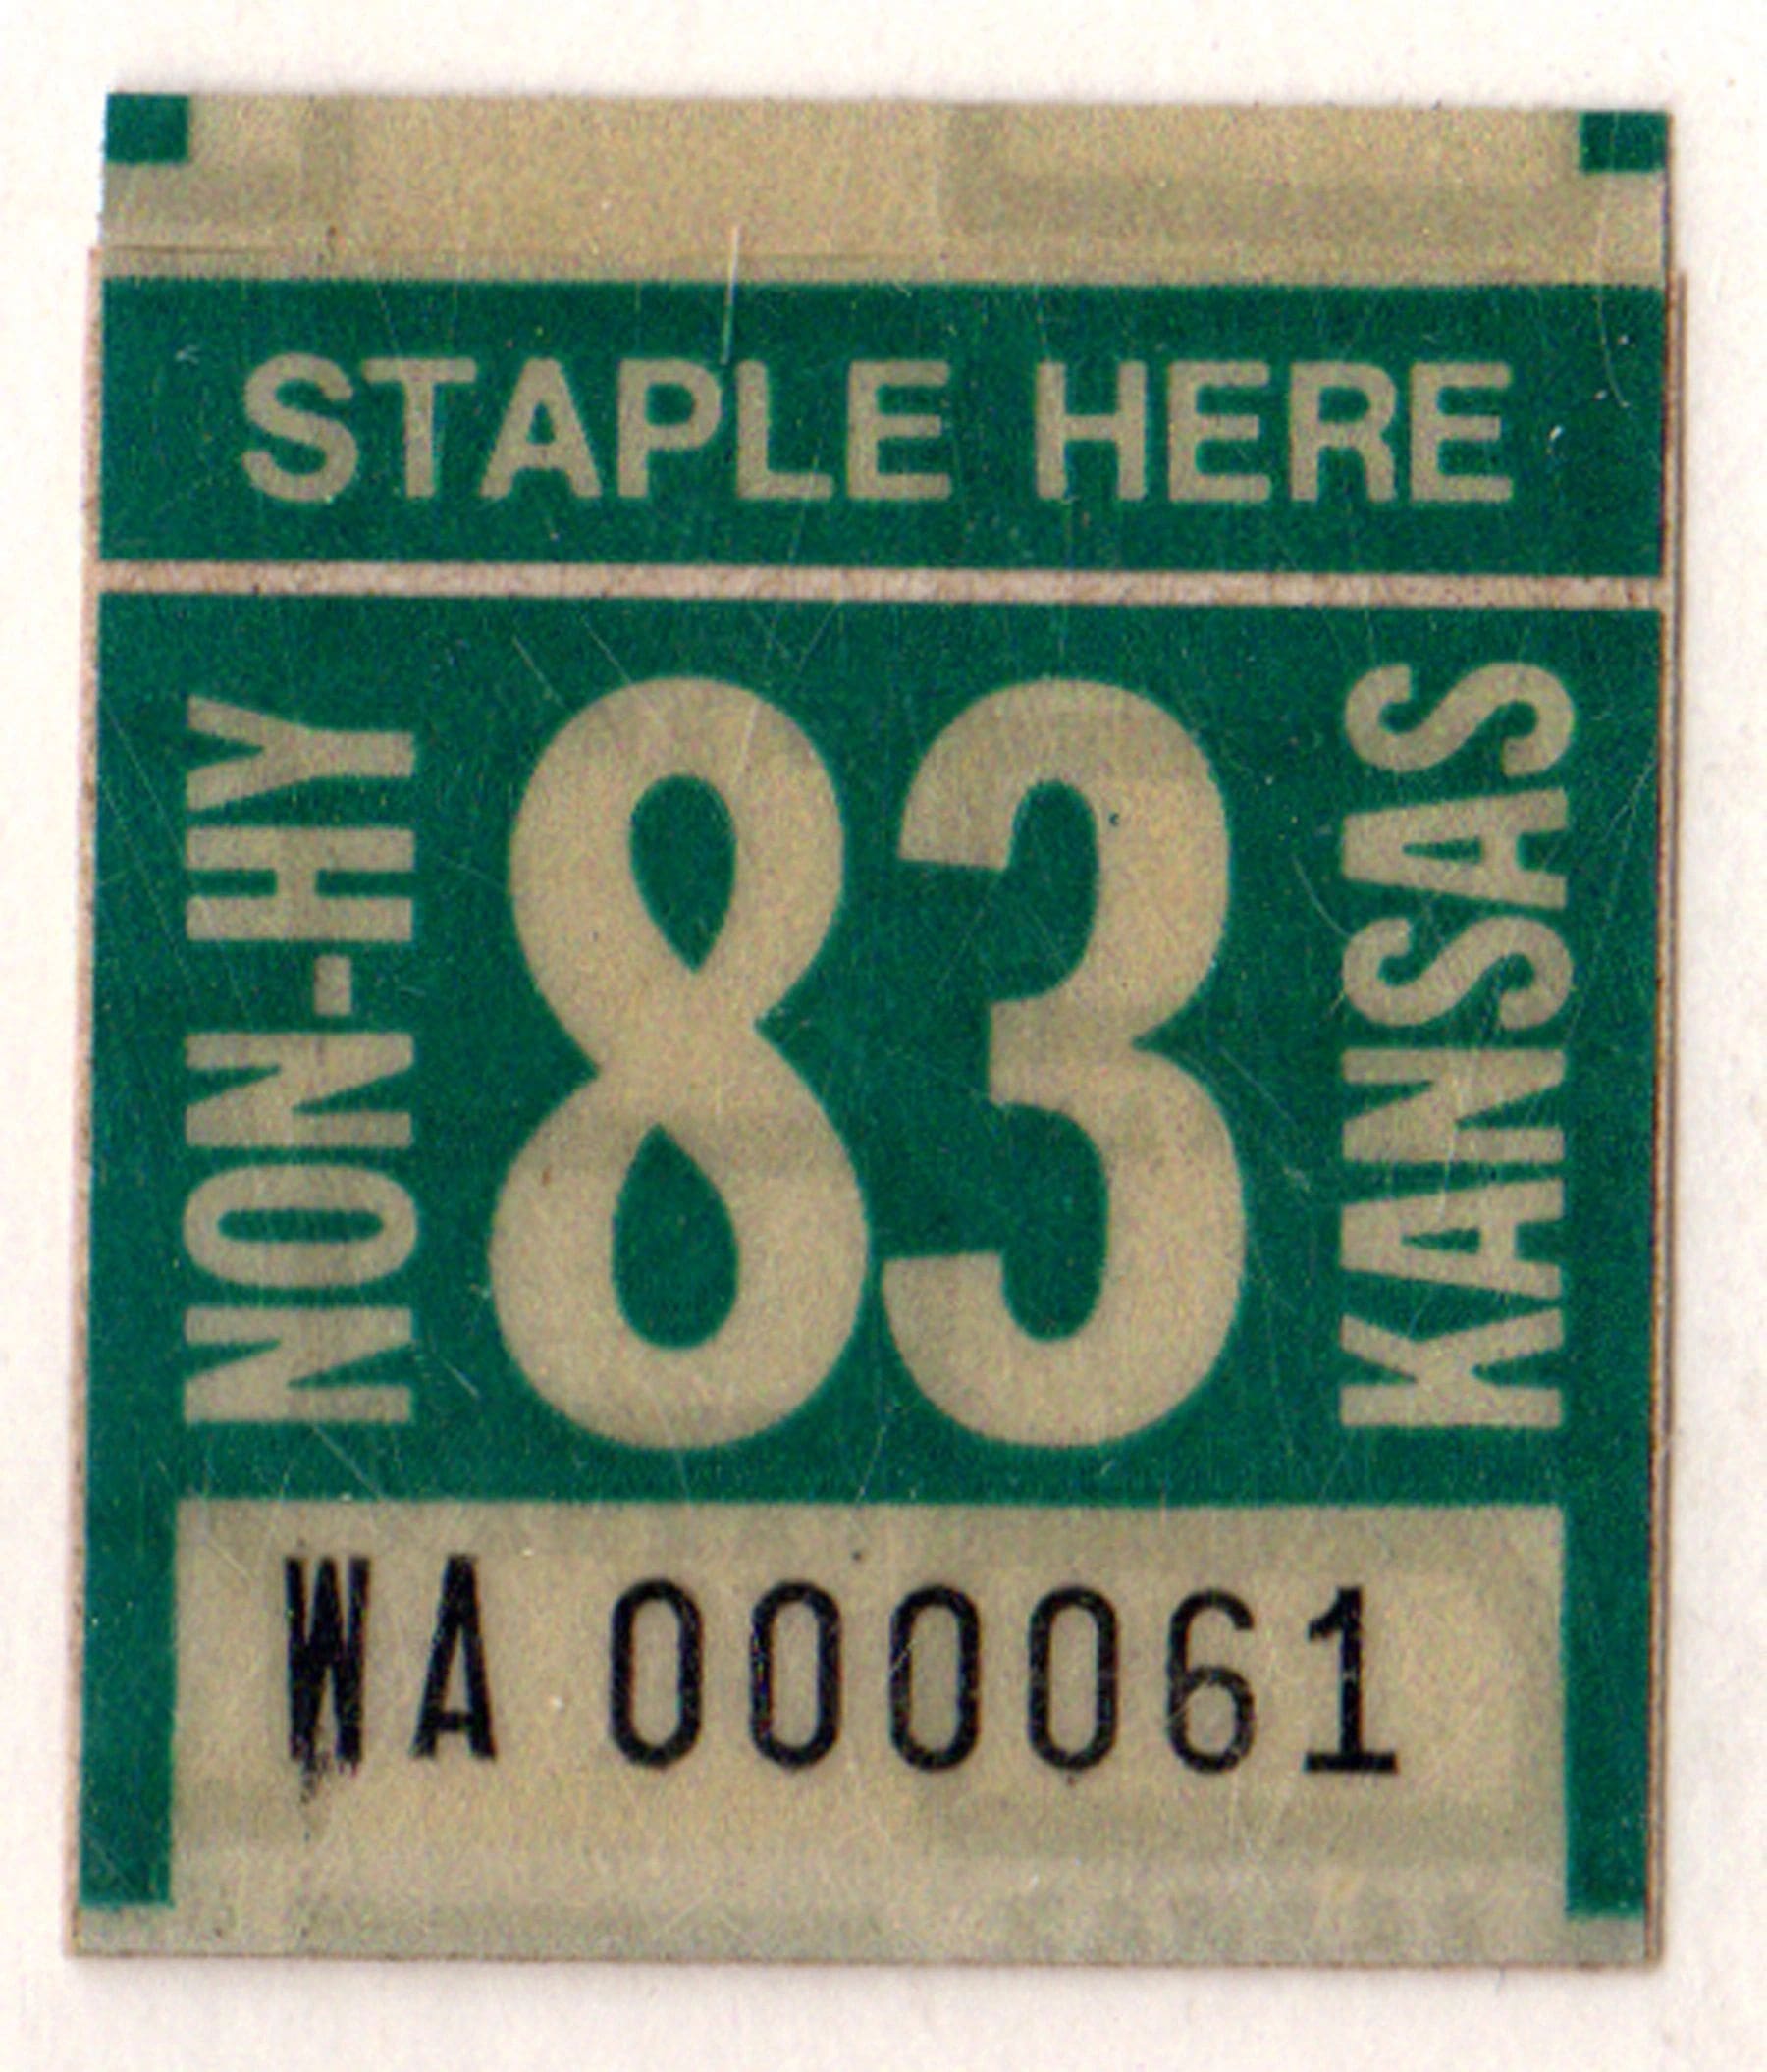 STAPLE HERE
NON-HY
83
KANSAS
WA 000061